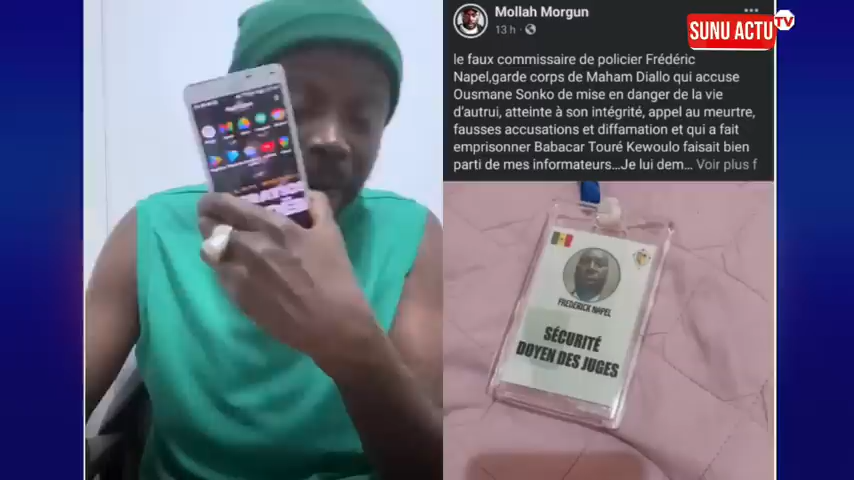 Mollah Morgun
13 h
SUNU ACTU
TV
le faux commissaire de policier Frédéric
Napel,garde corps de Maham Diallo qui accuse
Ousmane Sonko de mise en danger de la vie
d'autrui, atteinte à son intégrité, appel au meurtre,
fausses accusations et diffamation et qui a fait
emprisonner Babacar Touré Kewoulo faisait bien
parti de mes informateurs...Je lui dem... Voir plus f
FREDERICK NAPEL
SÉCURITÉ
DOYEN DES JUGES